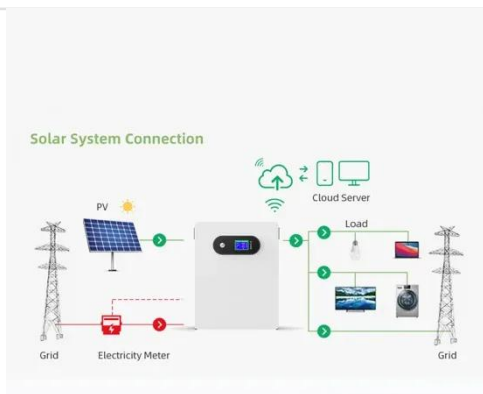 Solar System Connection
Cloud Server
PV
Load
Grid
Electricity Meter
Grid